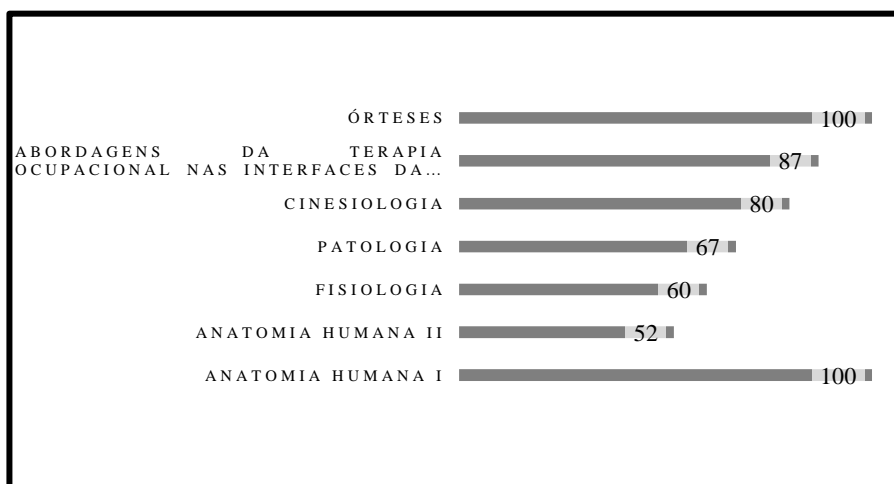 ÓRTESES
100
ABORDAGENS DA TERAPIA
OCUPACIONAL NAS INTERFACES DA…
87
CINESIOLOGIA
80
PATOLOGIA
67
FISIOLOGIA
60
ANATOMIA HUMANA II
52
ANATOMIA HUMANA I
100